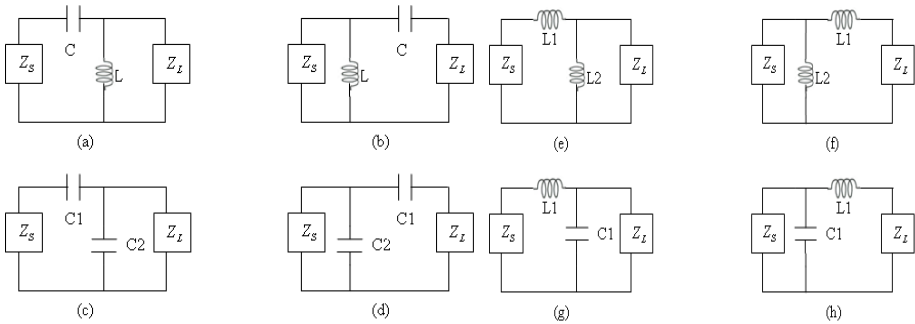 C
C
L1
L1
Z_S
L
Z_L
Z_S
L
Z_L
Z_S
L2
Z_L
Z_S
L2
Z_L
(a)
(b)
(e)
(f)
C1
C1
L1
L1
Z_S
C2
Z_L
Z_S
C2
Z_L
Z_S
C1
Z_L
Z_S
C1
Z_L
(c)
(d)
(g)
(h)